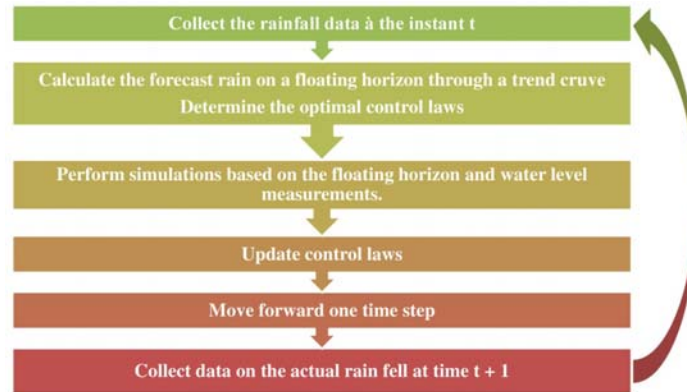 Collect the rainfall data à the instant t
Calculate the forecast rain on a floating horizon through a trend cruve
Determine the optimal control laws
Perform simulations based on the floating horizon and water level
measurements.
Update control laws
Move forward one time step
Collect data on the actual rain fell at time t + 1